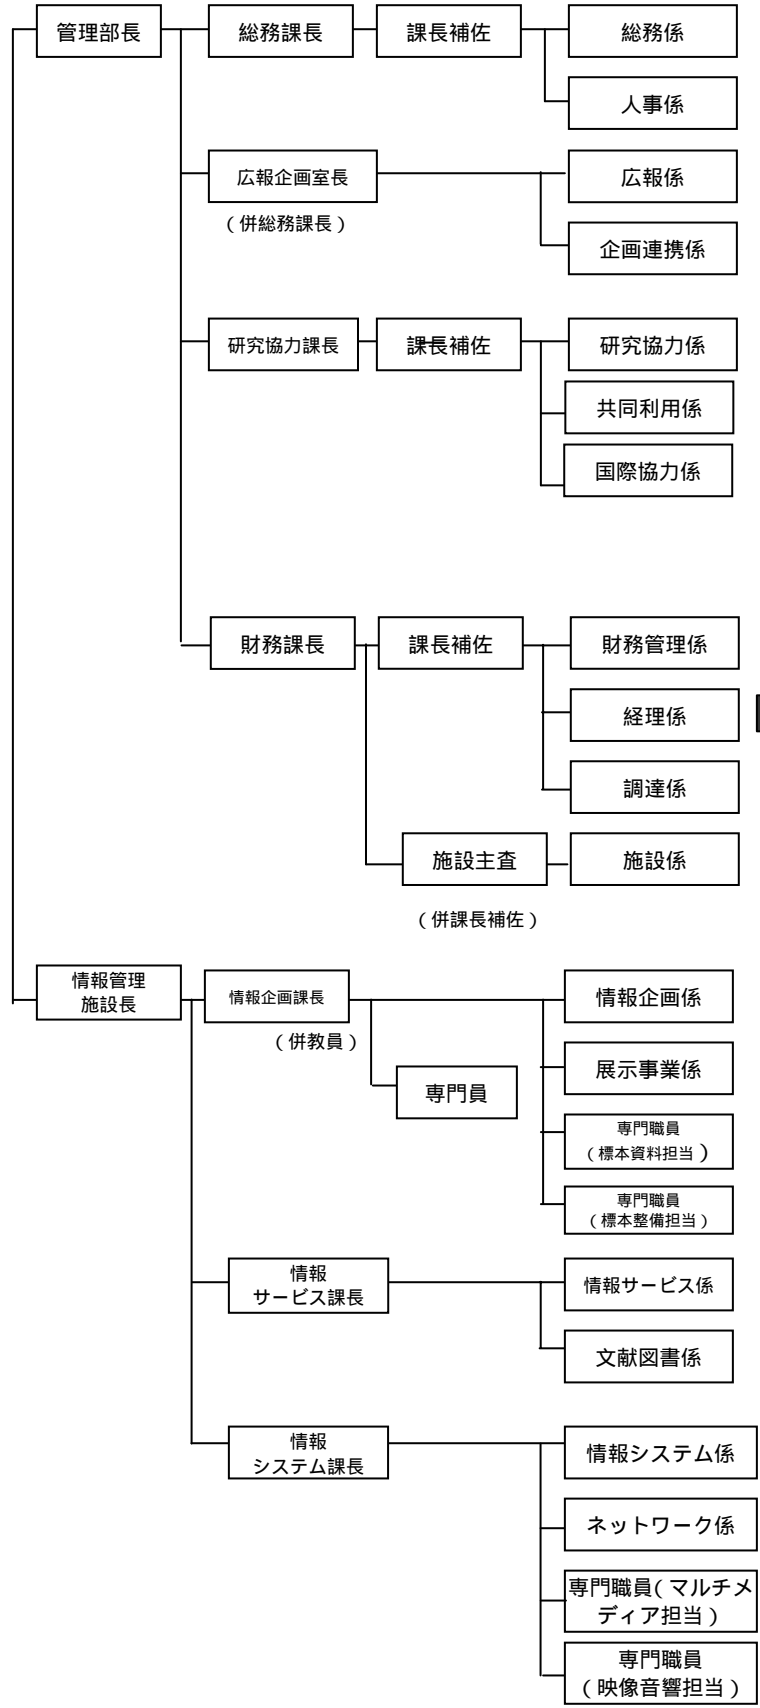 管理部長
総務課長
課長補佐
総務係
人事係
広報企画室長
（併総務課長）
広報係
企画連携係
研究協力課長
課長補佐
研究協力係
共同利用係
国際協力係
財務課長
課長補佐
財務管理係
経理係
調達係
施設主査
施設係
（併課長補佐）
情報管理
施設長
情報企画課長
（併教員）
専門員
情報企画係
展示事業係
専門職員
（標本資料担当）
専門職員
（標本整備担当）
情報
サービス課長
情報サービス係
文献図書係
情報
システム課長
情報システム係
ネットワーク係
専門職員（マルチメ
ディア担当）
専門職員
（映像音響担当）